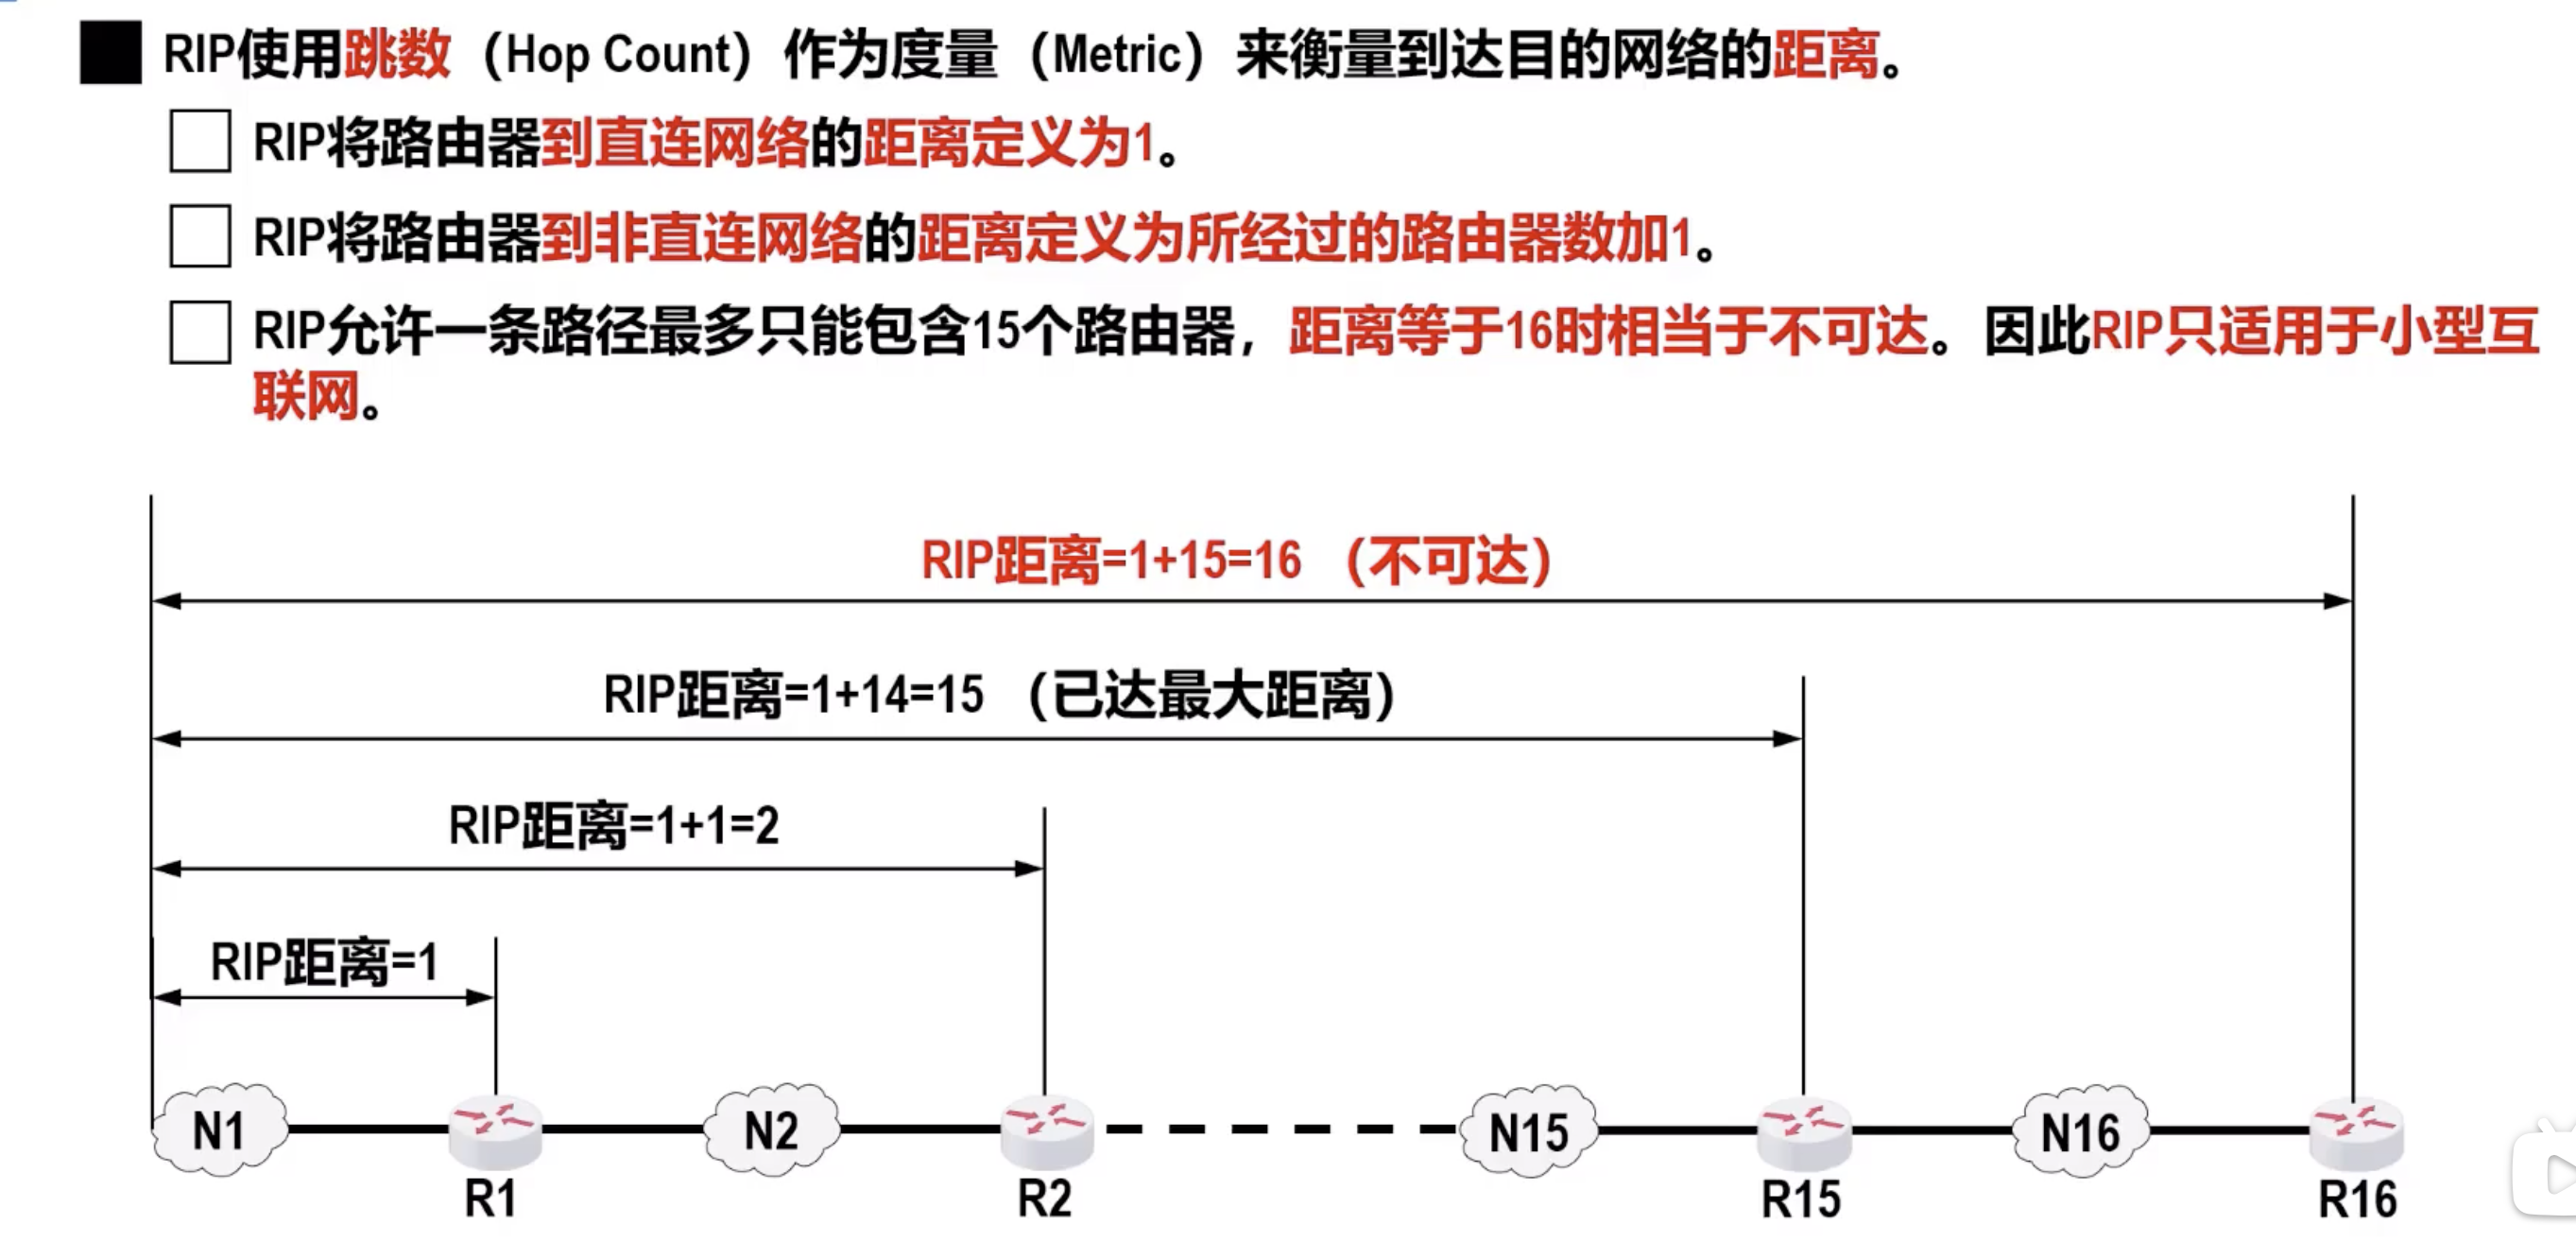 RIP使用跳数（Hop Count）作为度量（Metric）来衡量到达目的网络的距离。
RIP将路由器到直连网络的距离定义为1。
RIP将路由器到非直连网络的距离定义为所经过的路由器数加1。
RIP允许一条路径最多只能包含15个路由器，距离等于16时相当于不可达。因此RIP只适用于小型互
联网。
RIP距离=1+15=16 （不可达）
RIP距离=1+14=15 （已达最大距离）
RIP距离=1+1=2
RIP距离=1
N1
N2
N15
N16
R1
R2
R15
R16